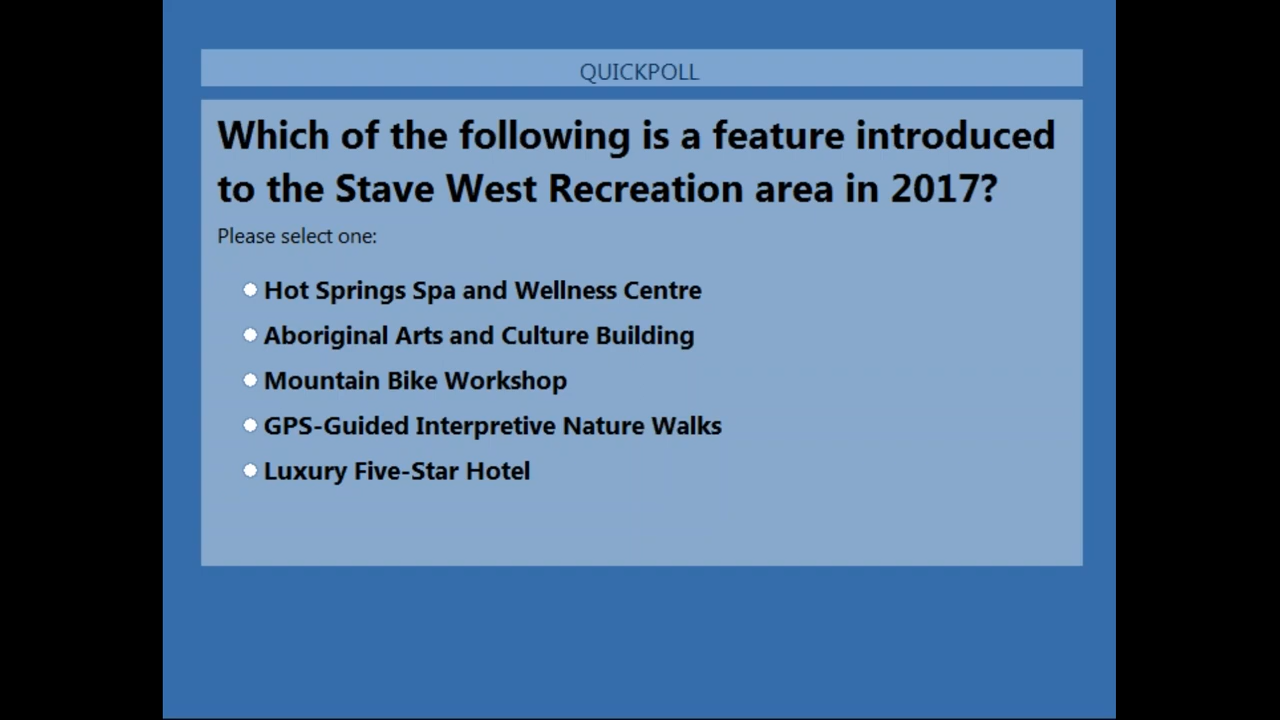 QUICKPOLL
Which of the following is a feature introduced
to the Stave West Recreation area in 2017?
Please select one:
Hot Springs Spa and Wellness Centre
Aboriginal Arts and Culture Building
Mountain Bike Workshop
GPS-Guided Interpretive Nature Walks
Luxury Five-Star Hotel